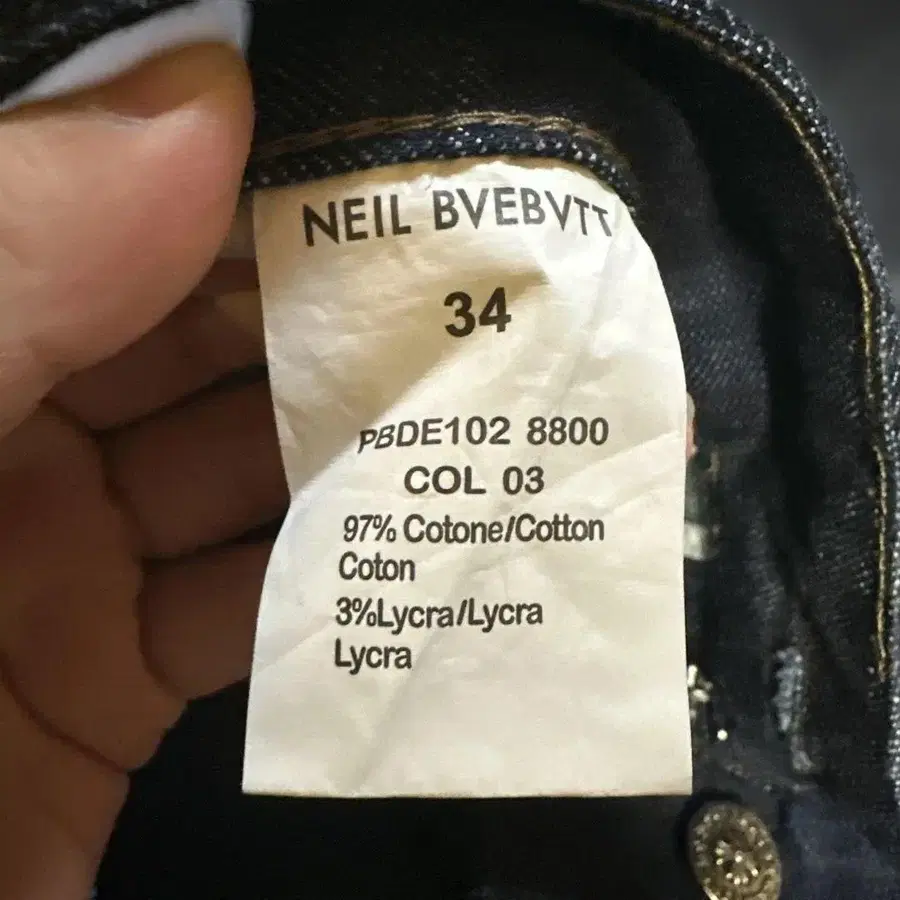 NEIL BVEBVTT
34
PBDE102 8800
COL 03
97% Cotone/Cotton
Coton
3%Lycra/Lycra
Lycra